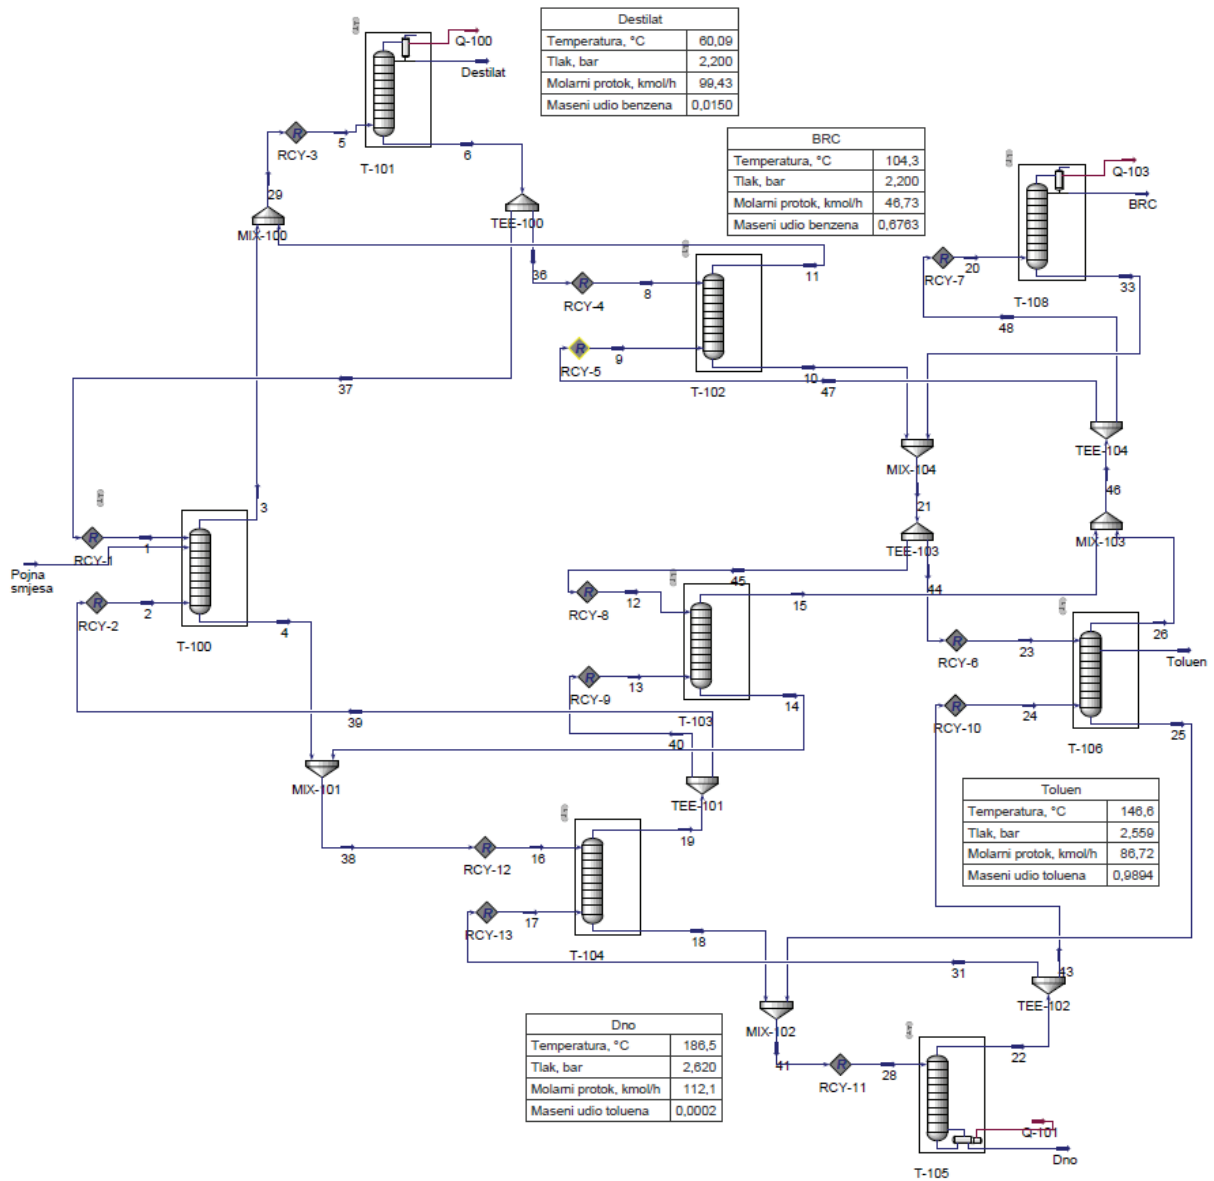 Destilat
Temperatura, °C 60,09
Tlak, bar 2,200
Molarni protok, kmol/h 99,43
Maseni udio benzena 0,0150
Q-100
Destilat
R
RCY-3
5
6
T-101
29
MIX-100
TEE-100
BRC
Temperatura, °C 104,3
Tlak, bar 2,200
Molarni protok, kmol/h 46,73
Maseni udio benzena 0,6763
Q-103
BRC
R
RCY-7
20
33
T-108
48
36
R
RCY-4
8
11
R
RCY-5
9
10
47
T-102
37
TEE-104
MIX-104
46
21
3
MIX-103
TEE-103
R
RCY-1
1
Pojna
smjesa
R
RCY-2
2
4
T-100
45
44
R
RCY-8
12
15
R
RCY-6
23
26
Toluen
R
RCY-9
13
14
T-103
R
RCY-10
24
25
T-106
39
40
MIX-101
TEE-101
19
38
R
RCY-12
16
R
RCY-13
17
18
T-104
Toluen
Temperatura, °C 146,6
Tlak, bar 2,559
Molarni protok, kmol/h 86,72
Maseni udio toluena 0,9894
31
43
TEE-102
MIX-102
22
41
R
RCY-11
28
Dno
Temperatura, °C 186,5
Tlak, bar 2,620
Molarni protok, kmol/h 112,1
Maseni udio toluena 0,0002
Q-101
Dno
T-105